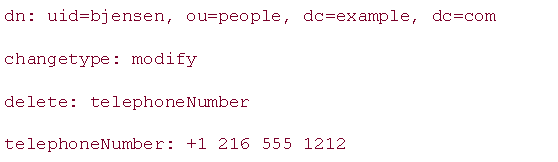 dn: uid=bjensen, ou=people, dc=example, dc=com
changetype: modify
delete: telephoneNumber
telephoneNumber: +1 216 555 1212